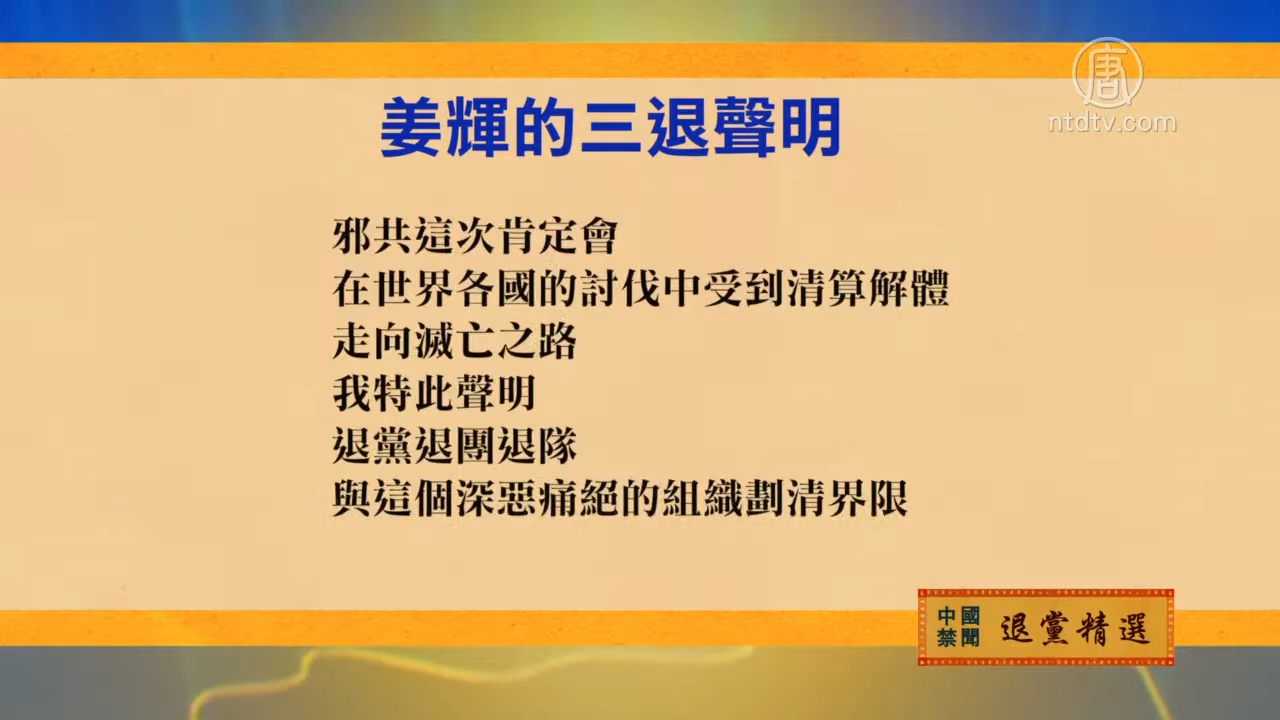 唐
ntdtv.com
姜輝的三退聲明
邪共這次肯定會
在世界各國的討伐中受到清算解體
走向滅亡之路
我特此聲明
退黨退團退隊
與這個深惡痛絕的組織劃清界限
中國
禁聞
退黨精選